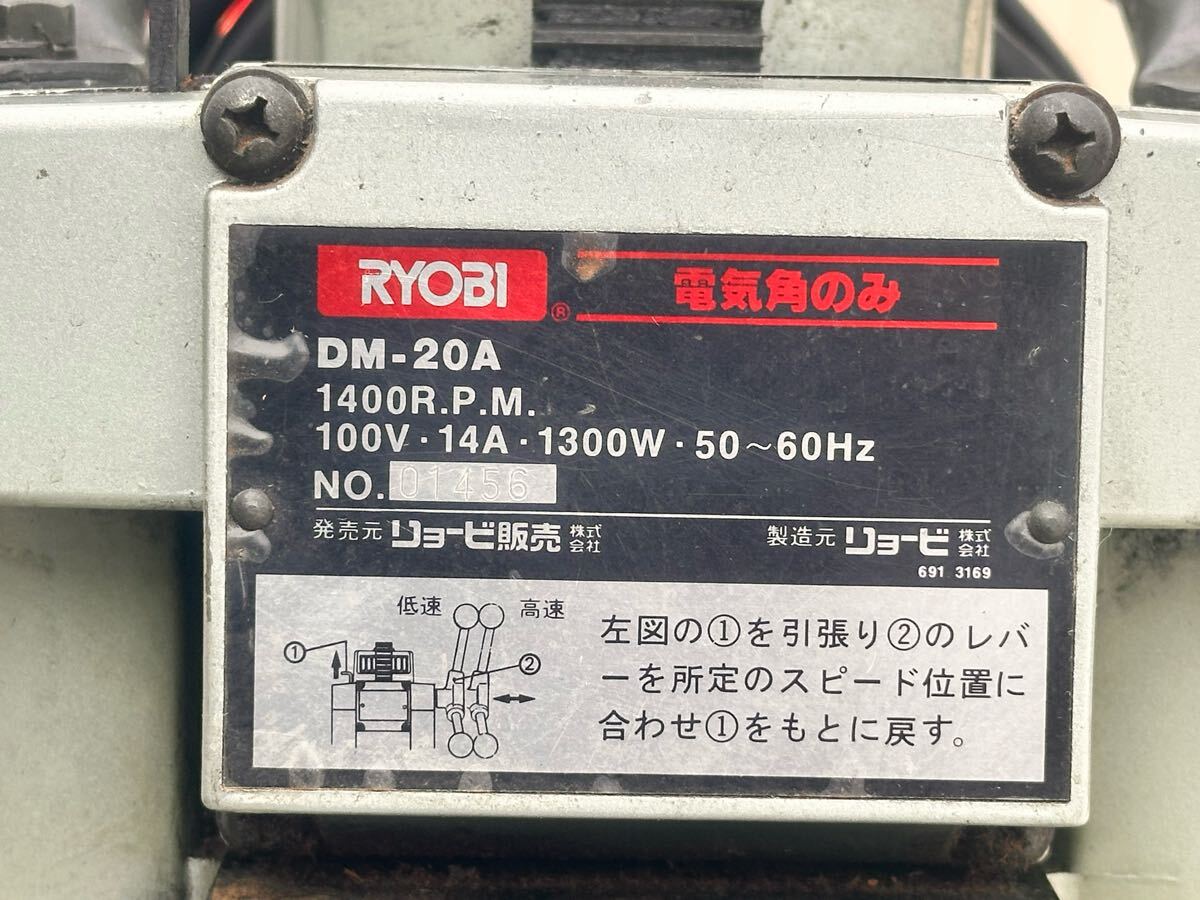 RYOBI® 電気角のみ
DM-20A
1400R.P.M.
100V・14A・1300W・50～60Hz
NO. 01456
発売元 リョービ販売 株式会社 製造元 リョービ 株式会社
691 3169
低速 高速
① ②
左図の①を引張り②のレバ
ーを所定のスピード位置に
合わせ①をもとに戻す。